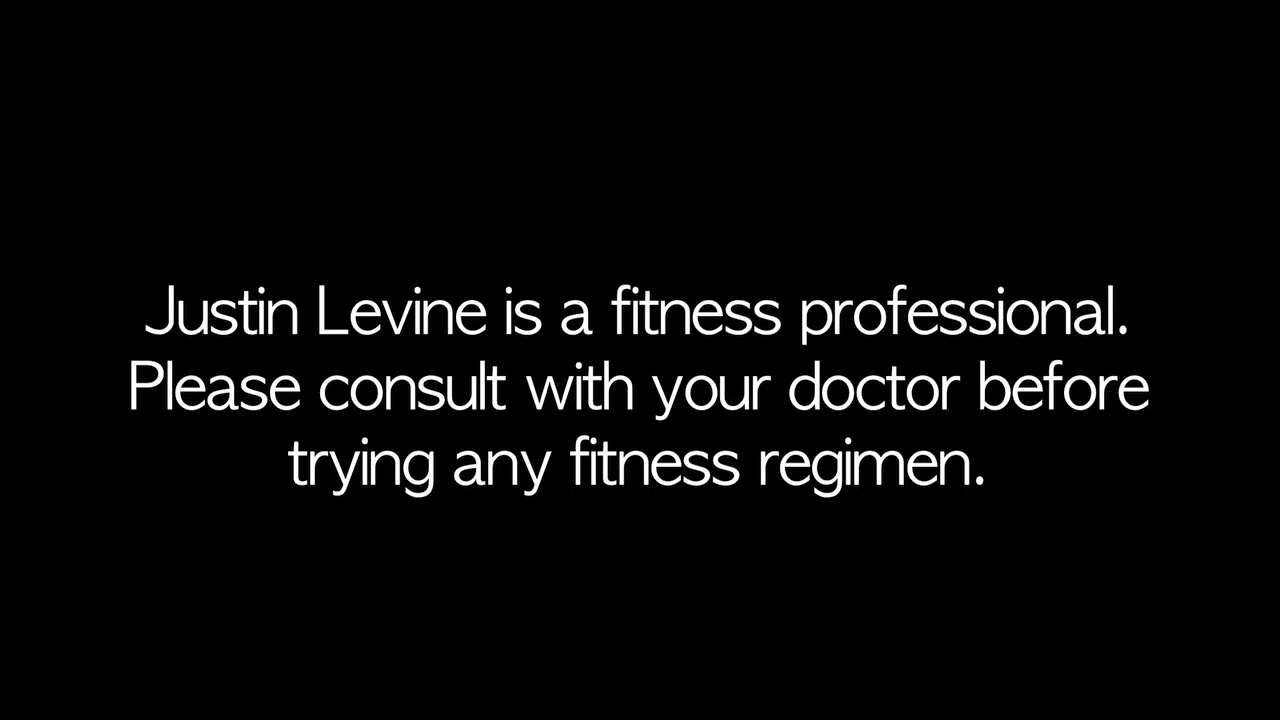 Justin Levine is a fitness professional.
Please consult with your doctor before
trying any fitness regimen.